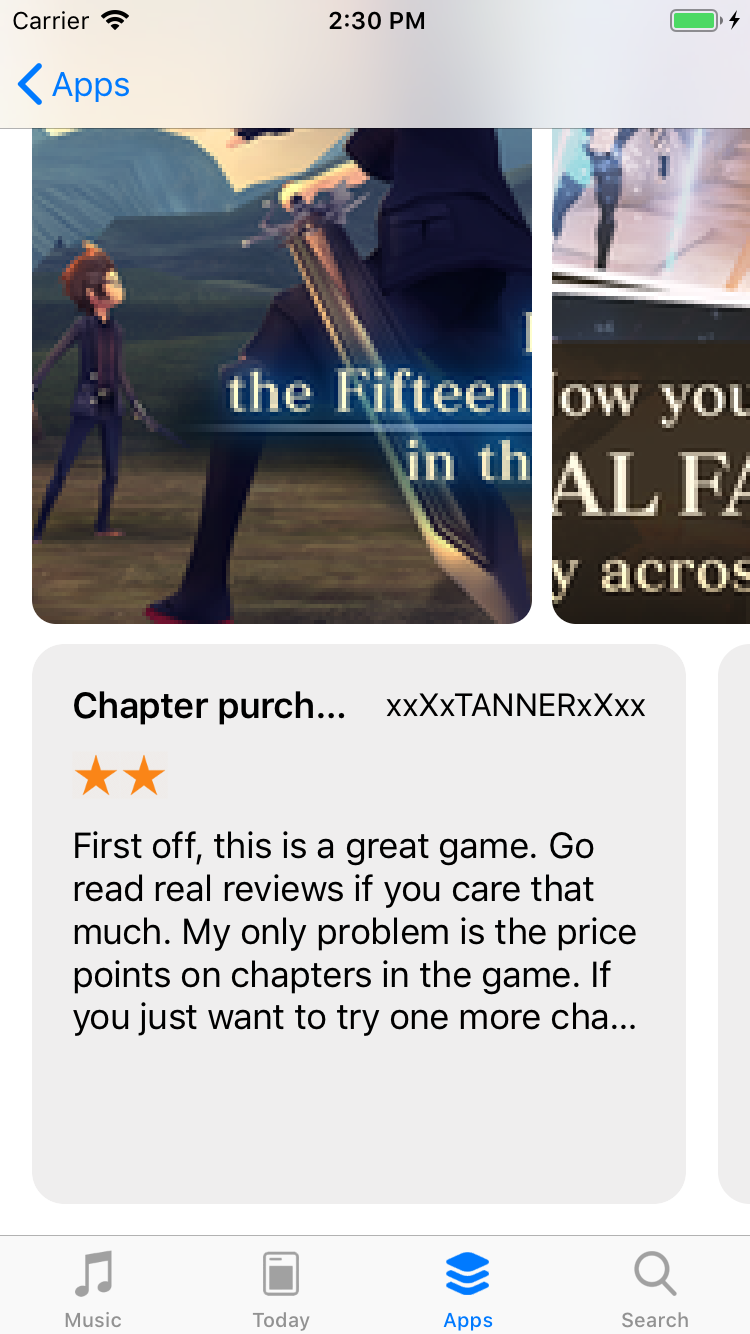 Carrier 2:30 PM
Apps
the Fifteen
in th
you
AL FA
y acros
Chapter purch... xxXxTANNERxXxx
First off, this is a great game. Go
read real reviews if you care that
much. My only problem is the price
points on chapters in the game. If
you just want to try one more cha...
Music Today Apps Search